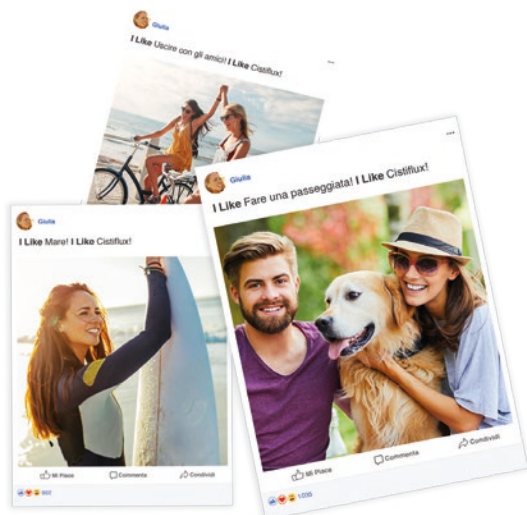 Giulia
I Like Uscire con gli amici! I Like Cistiflux!
Giulia
I Like Fare una passeggiata! I Like Cistiflux!
Mi Piace Commenta Condividi
1.035
Giulia
I Like Mare! I Like Cistiflux!
Mi Piace Commenta Condividi